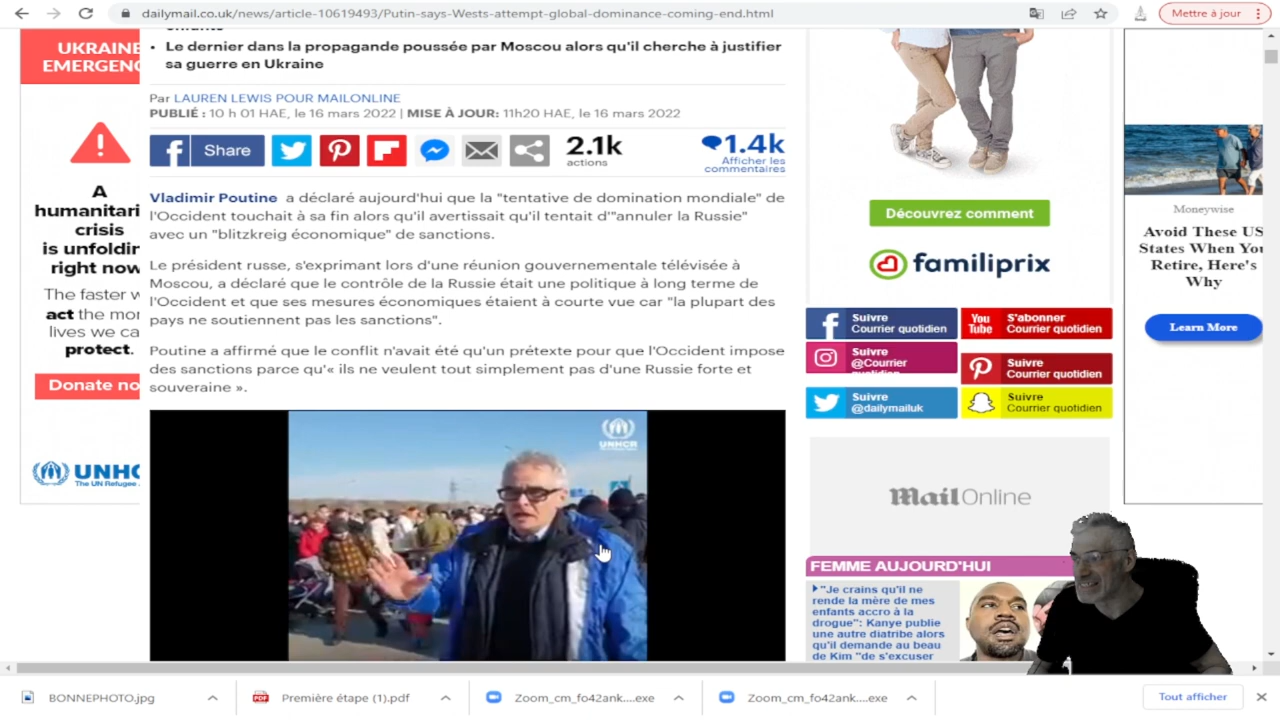 dailymail.co.uk/news/article-10619493/Putin-says-Wests-attempt-global-dominance-coming-end.html
Mettre à jour
UKRAINE
EMERGENC
A
humanitari
crisis
is unfoldin
right now
The faster w
act the mor
lives we ca
protect.
Donate no
UNHC
The UN Refugee
• Le dernier dans la propagande poussée par Moscou alors qu'il cherche à justifier
sa guerre en Ukraine
Par LAUREN LEWIS POUR MAILONLINE
PUBLIÉ : 10 h 01 HAE, le 16 mars 2022 | MISE À JOUR: 11h20 HAE, le 16 mars 2022
Share
2.1k
actions
1.4k
Afficher les
commentaires
Vladimir Poutine a déclaré aujourd'hui que la "tentative de domination mondiale" de
l'Occident touchait à sa fin alors qu'il avertissait qu'il tentait d'"annuler la Russie"
avec un "blitzkreig économique" de sanctions.
Le président russe, s'exprimant lors d'une réunion gouvernementale télévisée à
Moscou, a déclaré que le contrôle de la Russie était une politique à long terme de
l'Occident et que ses mesures économiques étaient à courte vue car "la plupart des
pays ne soutiennent pas les sanctions".
Poutine a affirmé que le conflit n'avait été qu'un prétexte pour que l'Occident impose
des sanctions parce qu'« ils ne veulent tout simplement pas d'une Russie forte et
souveraine ».
UNHCR
Découvrez comment
familiprix
Suivre
Courrier quotidien
You
Tube
S'abonner
Courrier quotidien
Suivre
@Courrier
Suivre
Courrier quotidien
Suivre
@dailymailuk
Suivre
Courrier quotidien
MailOnline
FEMME AUJOURD'HUI
"Je crains qu'il ne
rende la mère de mes
enfants accro à la
drogue": Kanye publie
une autre diatribe alors
qu'il demande au beau
de Kim "de s'excuser
Moneywise
Avoid These US
States When You
Retire, Here's
Why
Learn More
BONNEPHOTO.jpg
PDF
Première étape (1).pdf
Zoom_cm_fo42ank....exe
Zoom_cm_fo42ank....exe
Tout afficher